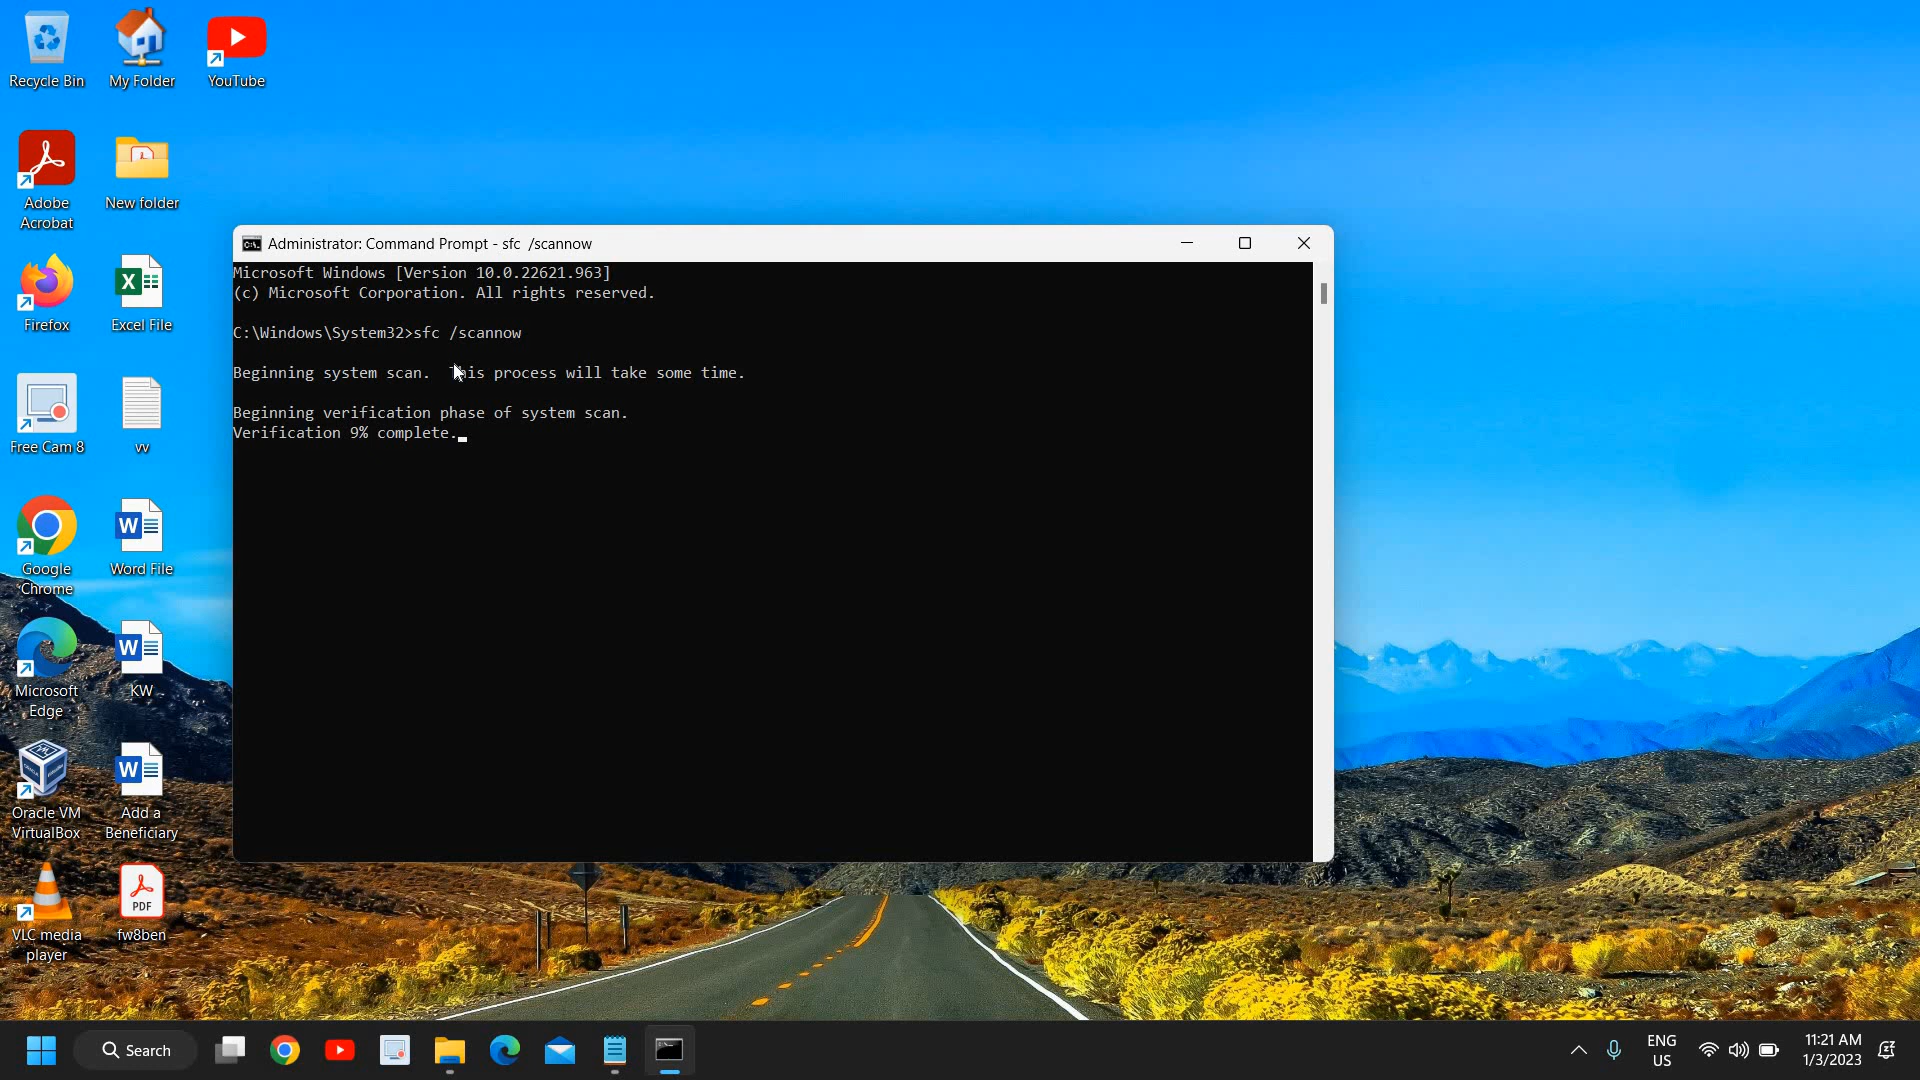 Recycle Bin
My Folder
YouTube
Adobe
Acrobat
New folder
Firefox
Excel File
Free Cam 8
vv
Google
Chrome
Word File
Microsoft
Edge
KW
Oracle VM
VirtualBox
Add a
Beneficiary
VLC media
player
PDF
fw8ben
Administrator: Command Prompt - sfc  /scannow
Microsoft Windows [Version 10.0.22621.963]
(c) Microsoft Corporation. All rights reserved.
C:\Windows\System32>sfc /scannow
Beginning system scan.  This process will take some time.
Beginning verification phase of system scan.
Verification 9% complete.
Search
ENG
US
11:21 AM
1/3/2023